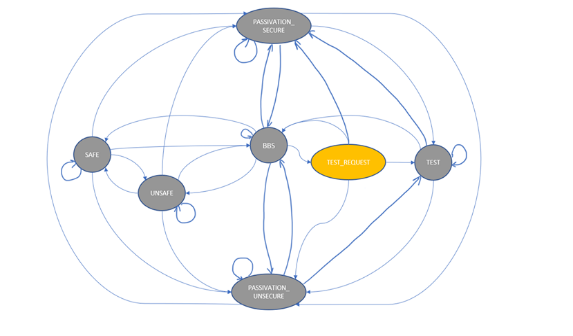 PASSIVATION_
SECURE
SAFE
BBS
TEST_REQUEST
TEST
UNSAFE
PASSIVATION_
UNSECURE